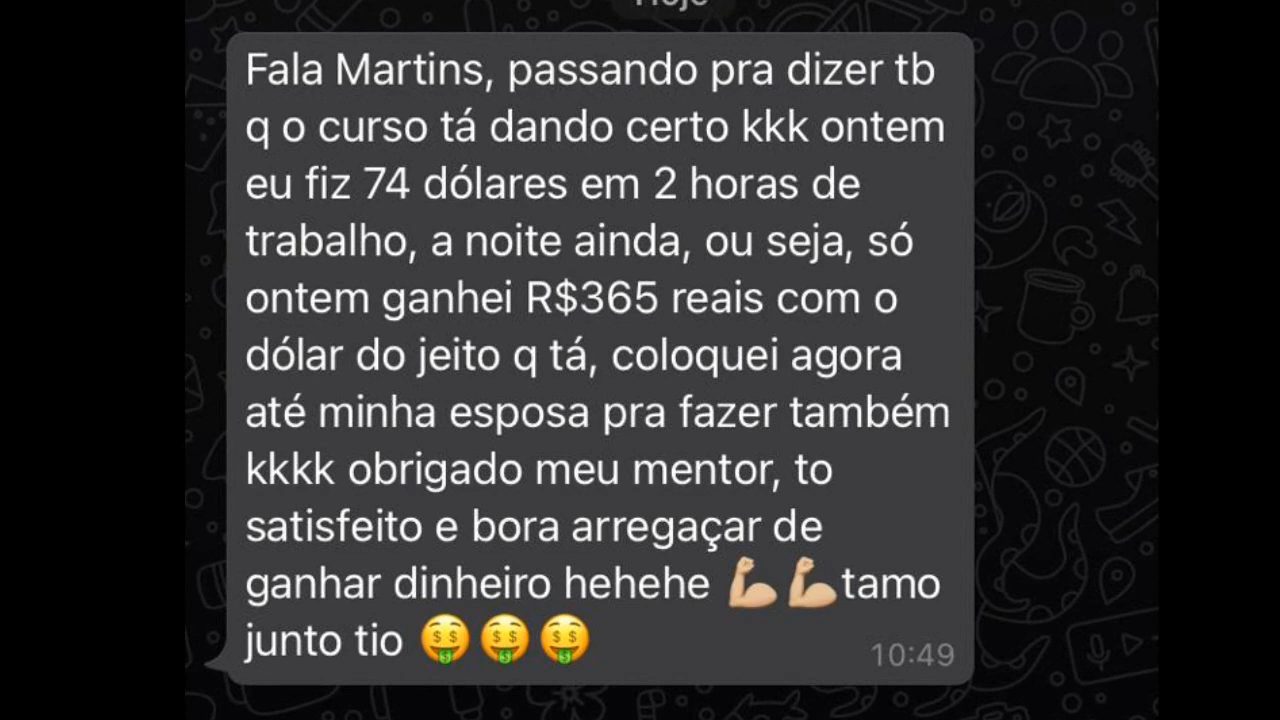 Hoje
Fala Martins, passando pra dizer tb
q o curso tá dando certo kkk ontem
eu fiz 74 dólares em 2 horas de
trabalho, a noite ainda, ou seja, só
ontem ganhei R$365 reais com o
dólar do jeito q tá, coloquei agora
até minha esposa pra fazer também
kkkk obrigado meu mentor, to
satisfeito e bora arregaçar de
ganhar dinheiro hehehe 💪🏼💪🏼tamo
junto tio 🤑🤑🤑
10:49